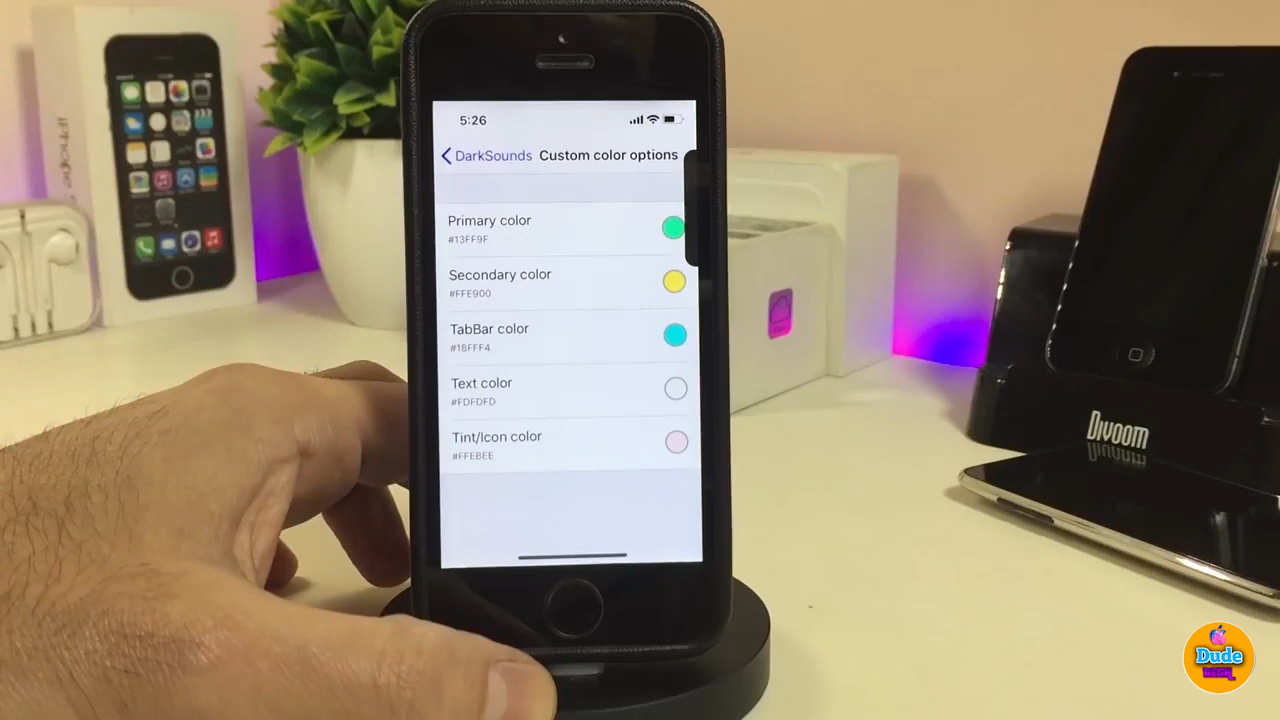 5:26
DarkSounds
Custom color options
Primary color
#13FF9F
Secondary color
#FFE900
TabBar color
#18FFF4
Text color
#FDFDFD
Tint/Icon color
#FFEBEE
iPhone
Divoom
Dude